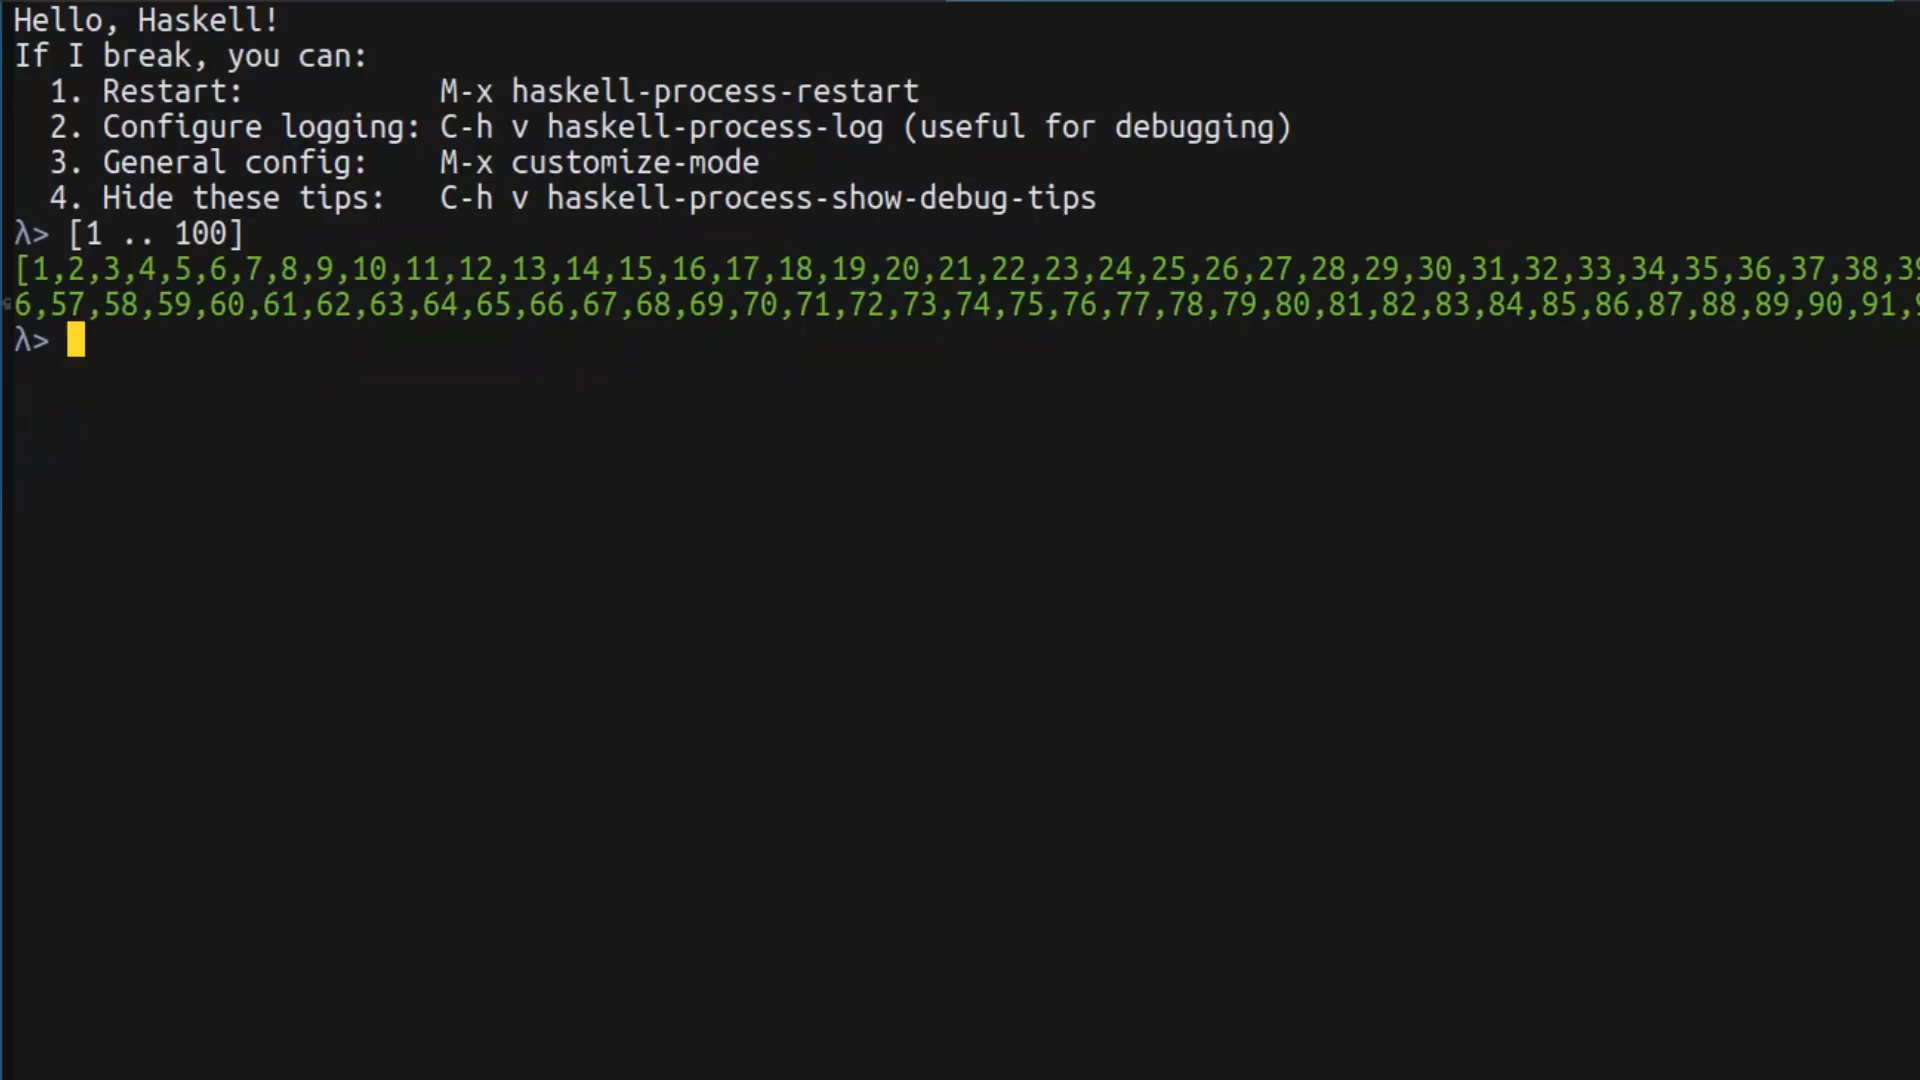 Hello, Haskell!
If I break, you can:
  1. Restart:           M-x haskell-process-restart
  2. Configure logging: C-h v haskell-process-log (useful for debugging)
  3. General config:    M-x customize-mode
  4. Hide these tips:   C-h v haskell-process-show-debug-tips
λ> [1 .. 100]
[1,2,3,4,5,6,7,8,9,10,11,12,13,14,15,16,17,18,19,20,21,22,23,24,25,26,27,28,29,30,31,32,33,34,35,36,37,38,39
6,57,58,59,60,61,62,63,64,65,66,67,68,69,70,71,72,73,74,75,76,77,78,79,80,81,82,83,84,85,86,87,88,89,90,91,
λ>